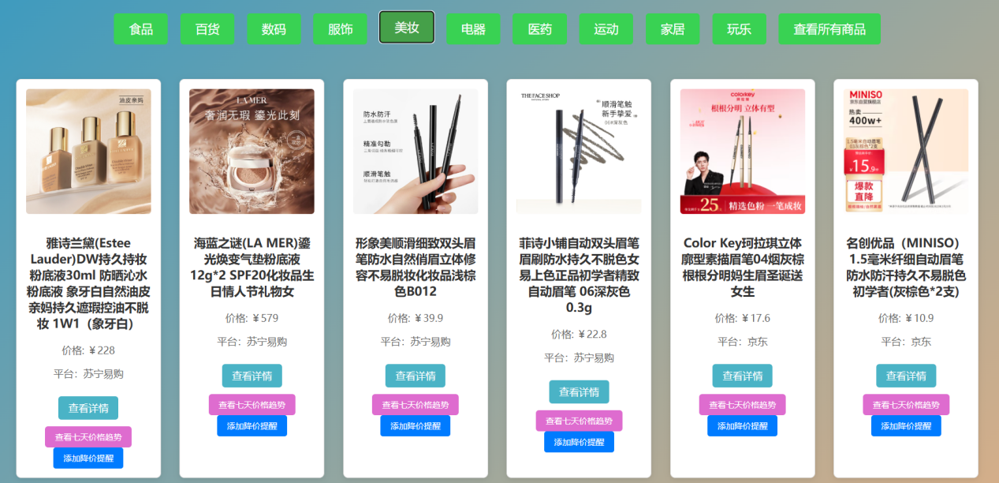 食品 百货 数码 服饰 美妆 电器 医药 运动 家居 玩乐 查看所有商品
油皮亲妈
雅诗兰黛(Estee
Lauder)DW持久持妆
粉底液30ml 防晒沁水
粉底液 象牙白自然油皮
亲妈持久遮瑕控油不脱
妆 1W1（象牙白）
价格: ￥228
平台：苏宁易购
查看详情
查看七天价格趋势
添加降价提醒
LA MER
奢润无瑕 鎏光此刻
海蓝之谜(LA MER)鎏
光焕变气垫粉底液
12g*2 SPF20化妆品生
日情人节礼物女
价格: ￥579
平台：苏宁易购
查看详情
查看七天价格趋势
添加降价提醒
防水防汗
精准勾勒
顺滑笔触
形象美顺滑细致双头眉
笔防水自然俏眉立体修
容不易脱妆化妆品浅棕
色B012
价格: ￥39.9
平台：苏宁易购
查看详情
查看七天价格趋势
添加降价提醒
THE FACE SHOP
顺滑笔触
新手挚爱
06#深灰色
菲诗小铺自动双头眉笔
眉刷防水持久不脱色女
易上色正品初学者精致
自动眉笔 06深灰色
0.3g
价格: ￥22.8
平台：苏宁易购
查看详情
查看七天价格趋势
添加降价提醒
colorkey
根根分明 立体有型
25
精选色粉 一笔成妆
Color Key珂拉琪立体
廓型素描眉笔04烟灰棕
根根分明妈生眉圣诞送
女生
价格: ￥17.6
平台：京东
查看详情
查看七天价格趋势
添加降价提醒
MINISO
京东自营旗舰店
热卖
400w+
1.5毫米自动眉笔
￥15.9
爆款
直降
名创优品（MINISO）
1.5毫米纤细自动眉笔
防水防汗持久不易脱色
初学者(灰棕色*2支)
价格: ￥10.9
平台：京东
查看详情
查看七天价格趋势
添加降价提醒